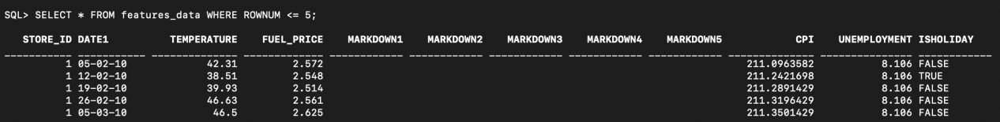 SQL> SELECT * FROM features_data WHERE ROWNUM <= 5;
STORE_ID DATE1 TEMPERATURE FUEL_PRICE MARKDOWN1 MARKDOWN2 MARKDOWN3 MARKDOWN4 MARKDOWN5 CPI UNEMPLOYMENT ISHOLIDAY
1 05-02-10 42.31 2.572 211.0963582 8.106 FALSE
1 12-02-10 38.51 2.548 211.2421698 8.106 TRUE
1 19-02-10 39.93 2.514 211.2891429 8.106 FALSE
1 26-02-10 46.63 2.561 211.3196429 8.106 FALSE
1 05-03-10 46.5 2.625 211.3501429 8.106 FALSE